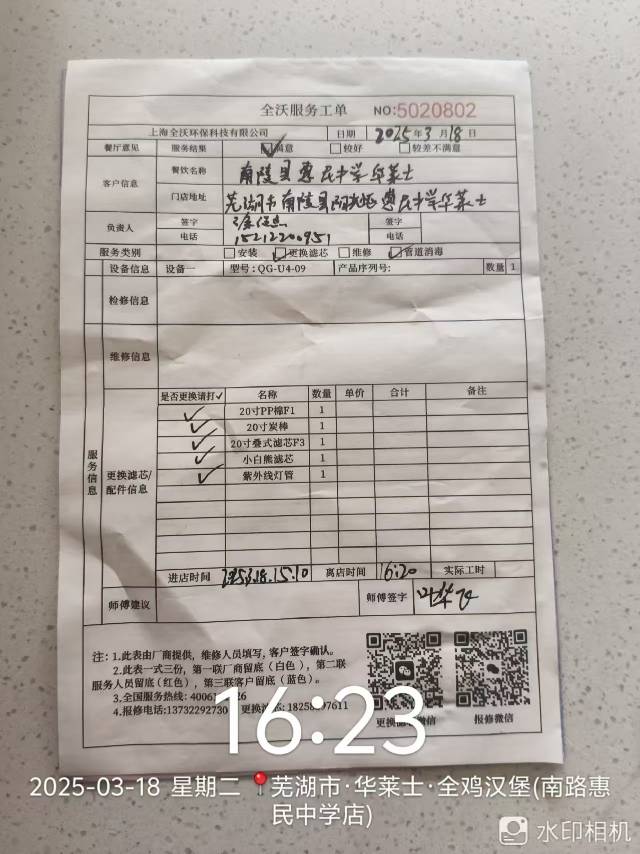 全沃服务工单 NO:5020802
上海全沃环保科技有限公司 日期 2025年3月18日
餐厅意见 服务结果 满意 较好 较差不满意
客户信息 餐饮名称 南陵县惠民中学华莱士
门店地址 芜湖市南陵县 惠民中学华莱士
负责人 签字 签字
电话 15212200951 电话
服务类别 安装 更换滤芯 维修 管道消毒
设备信息 设备一 型号:QG-U4-09 产品序列号: 数量 1
检修信息
维修信息
服务信息
更换滤芯/配件信息
是否更换请打✓ 名称 数量 单价 合计 备注
✓ 20寸PP棉F1 1
✓ 20寸炭棒 1
✓ 20寸叠式滤芯F3 1
✓ 小白熊滤芯 1
✓ 紫外线灯管 1
进店时间 2025.3.18.15:10 离店时间 16:20 实际工时
师傅建议 师傅签字
注:1.此表由厂商提供,维修人员填写,客户签字确认。
2.此表一式三份,第一联厂商留底(白色),第二联
服务人员留底(红色),第三联客户留底(蓝色)。
3.全国服务热线:
4.报修电话:13732292730 更换滤芯:
更换滤芯微信 报修微信
16:23
2025-03-18 星期二 芜湖市·华莱士·全鸡汉堡(南路惠
民中学店)
水印相机